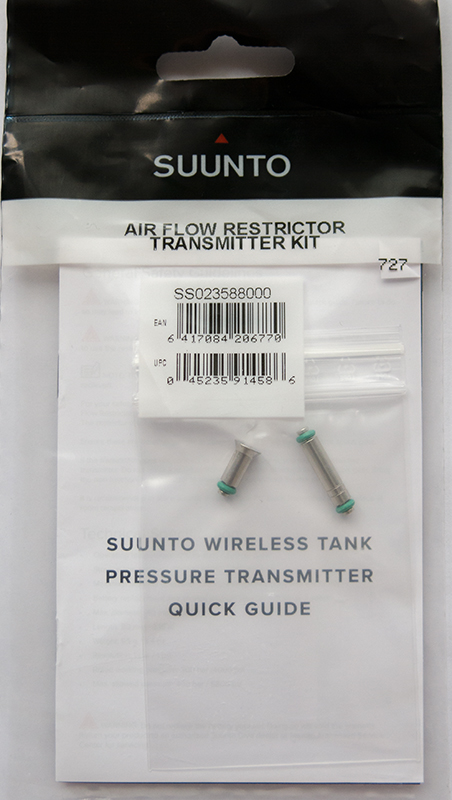 SUUNTO
AIR FLOW RESTRICTOR
TRANSMITTER KIT
727
SS023588000
EAN
6 417084 206770
UPC
0 45235 91458 6
SUUNTO WIRELESS TANK
PRESSURE TRANSMITTER
QUICK GUIDE